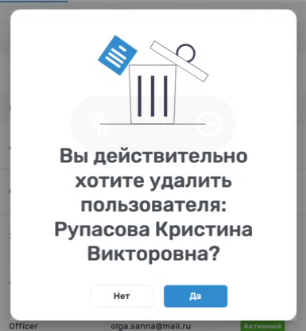 Вы действительно
хотите удалить
пользователя:
Рупасова Кристина
Викторовна?
Нет Да
Officer olga.sanna@mail.ru Активный